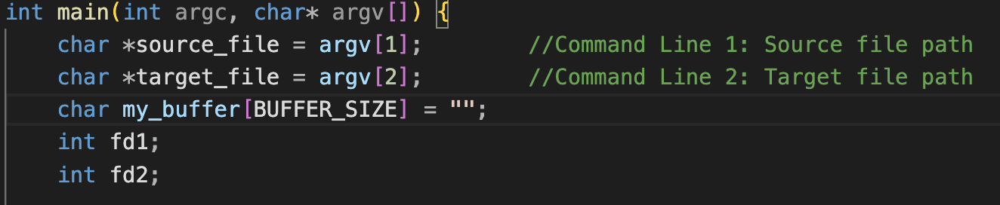 int main(int argc, char* argv[]) {
char *source_file = argv[1]; //Command Line 1: Source file path
char *target_file = argv[2]; //Command Line 2: Target file path
char my_buffer[BUFFER_SIZE] = "";
int fd1;
int fd2;